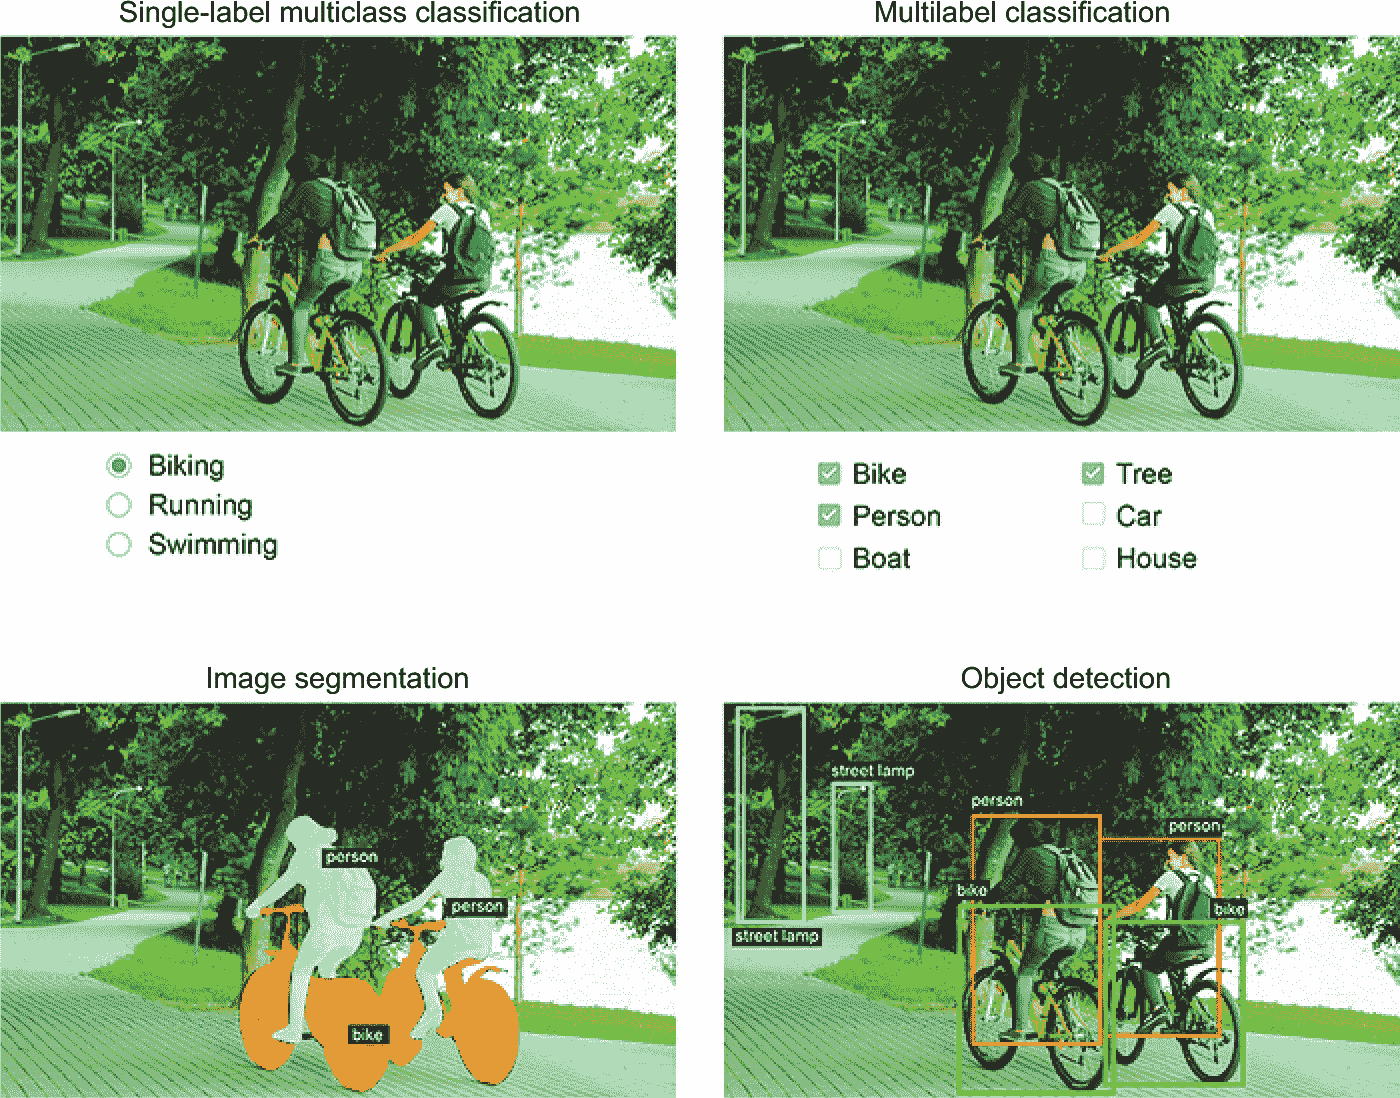 Single-label multiclass classification
Multilabel classification
Biking
Running
Swimming
Bike
Person
Boat
Tree
Car
House
Image segmentation
Object detection
person
person
bike
street lamp
person
person
bike
bike
street lamp